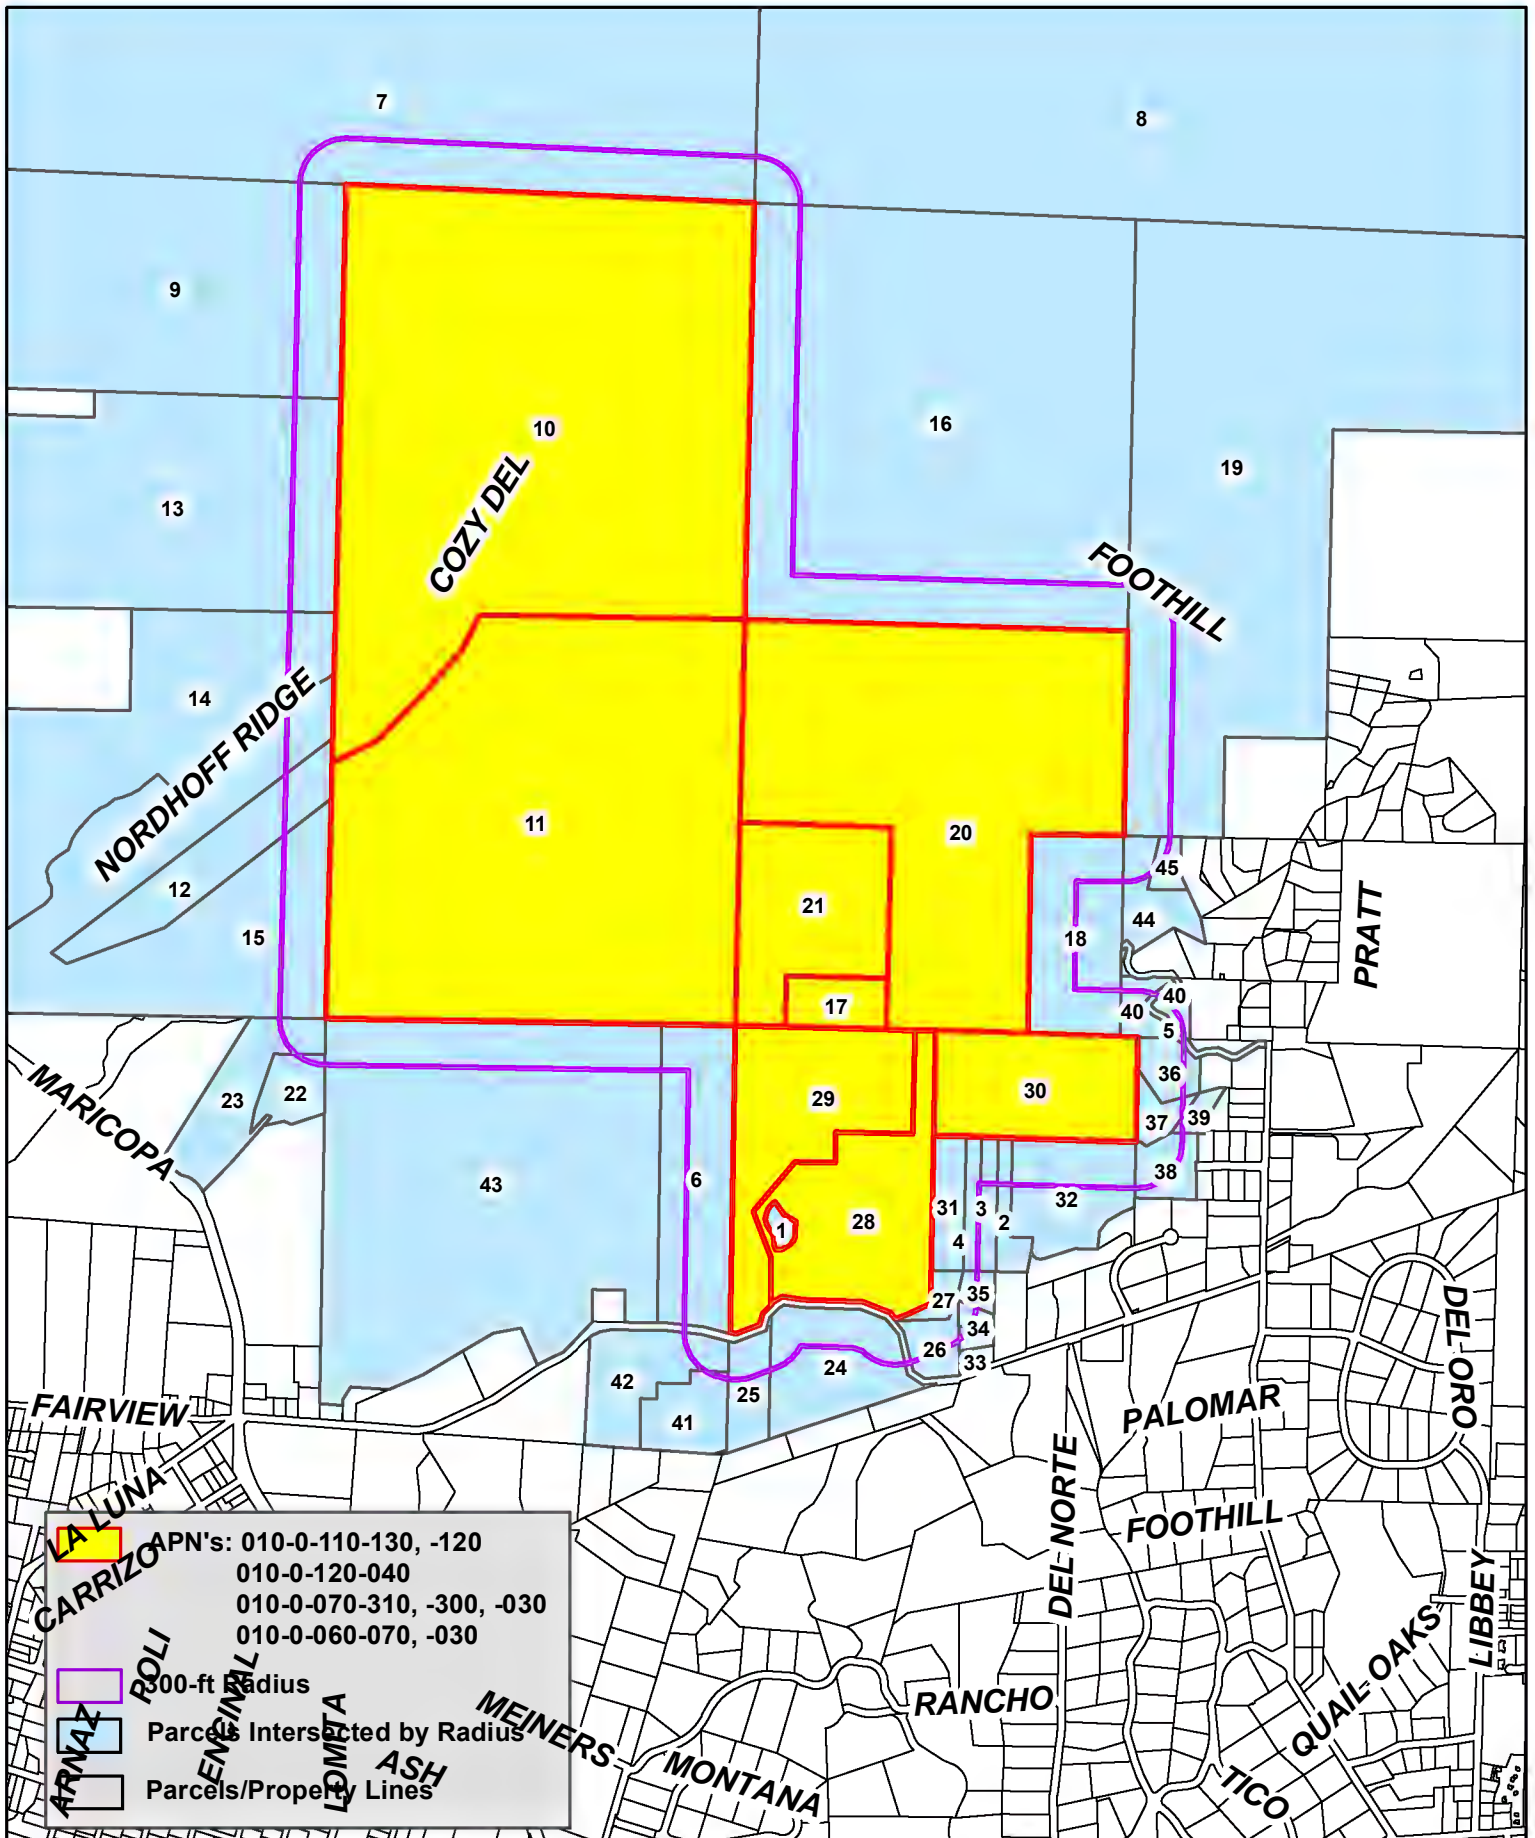 7
8
9
10
COZY DEL
16
19
13
FOOTHILL
14
NORDHOFF RIDGE
11
20
12
21
45
44
PRATT
15
18
17
40
40
5
MARICOPA
23
22
29
30
36
37
39
43
6
38
31
3
32
28
2
1
4
27
35
34
26
33
24
42
25
41
DEL ORO
FAIRVIEW
PALOMAR
LA LUNA
DEL NORTE
FOOTHILL
APN's: 010-0-110-130, -120
010-0-120-040
010-0-070-310, -300, -030
010-0-060-070, -030
CARRIZO
POLI
ENCINAL
300-ft Radius
Parcels Intersected by Radius
Parcels/Property Lines
ARNAZ
LOMITA
ASH
MEINERS
MONTANA
RANCHO
QUAIL OAKS
LIBBEY
TICO